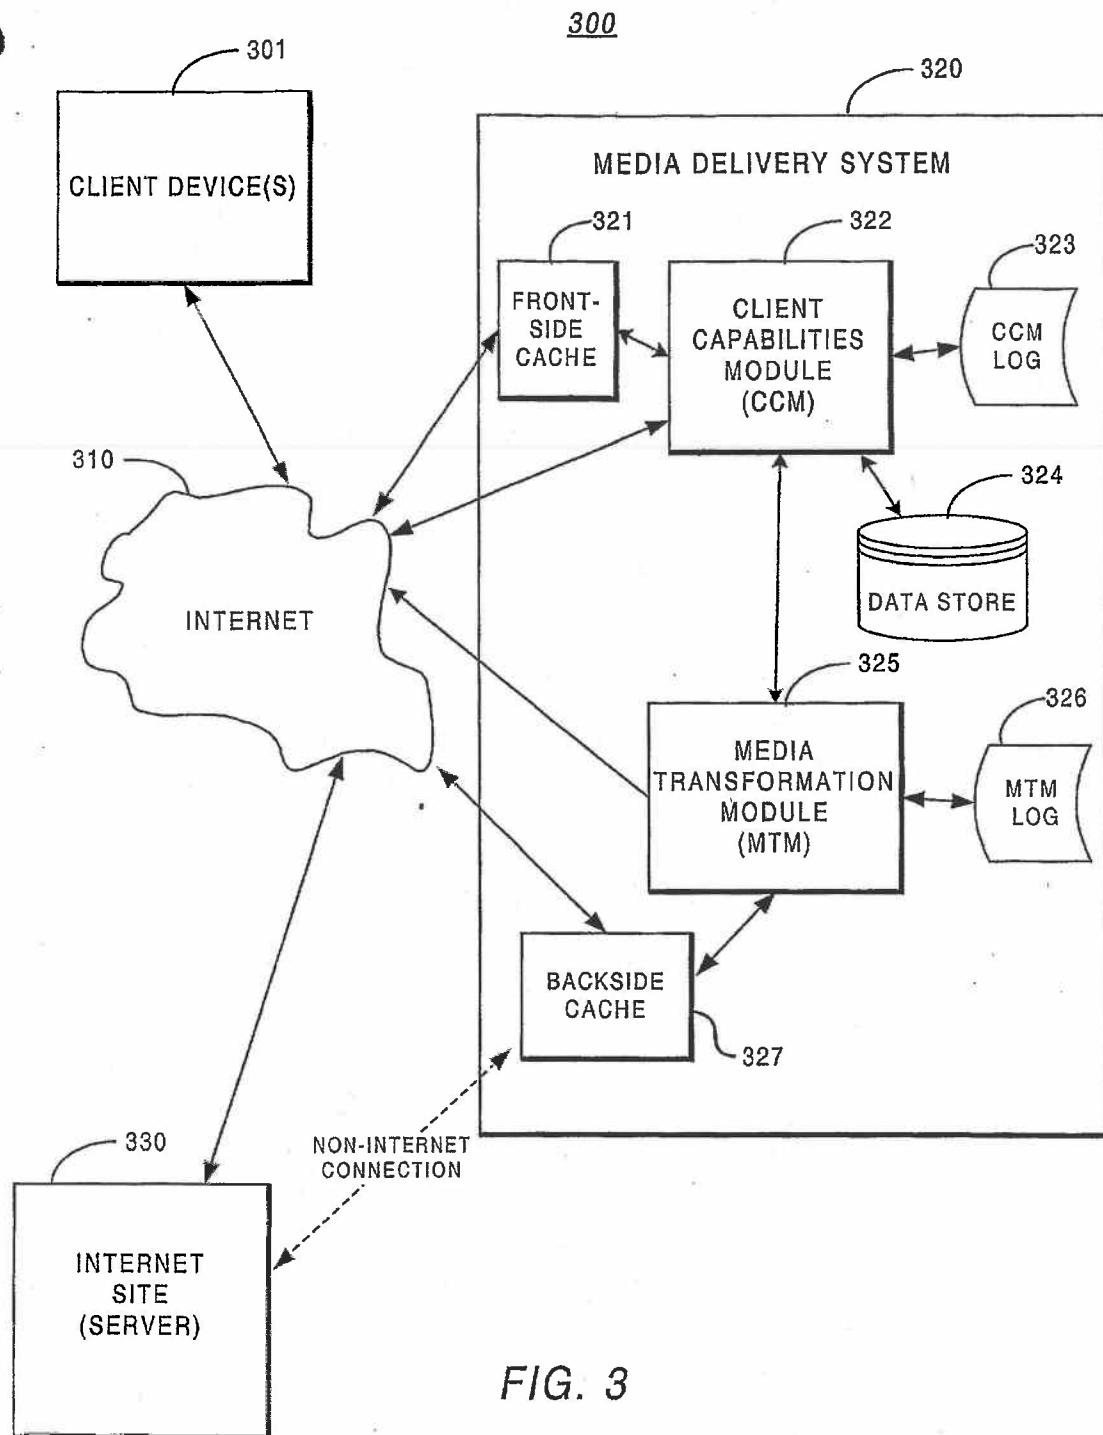 300
301
320
CLIENT DEVICE(S)
MEDIA DELIVERY SYSTEM
321
322
323
FRONT-
SIDE
CACHE
CLIENT
CAPABILITIES
MODULE
(CCM)
CCM
LOG
310
324
INTERNET
DATA STORE
325
326
MEDIA
TRANSFORMATION
MODULE
(MTM)
MTM
LOG
BACKSIDE
CACHE
327
NON-INTERNET
CONNECTION
330
INTERNET
SITE
(SERVER)
FIG. 3